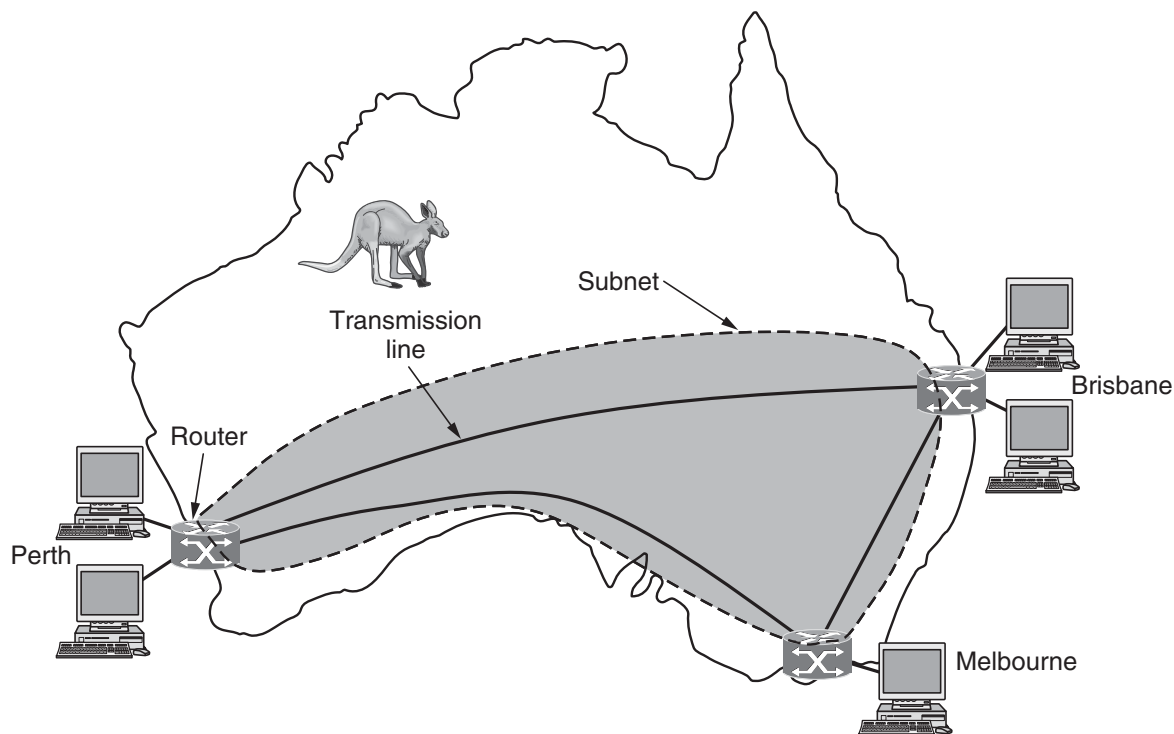 Subnet
Transmission
line
Brisbane
Router
Perth
Melbourne